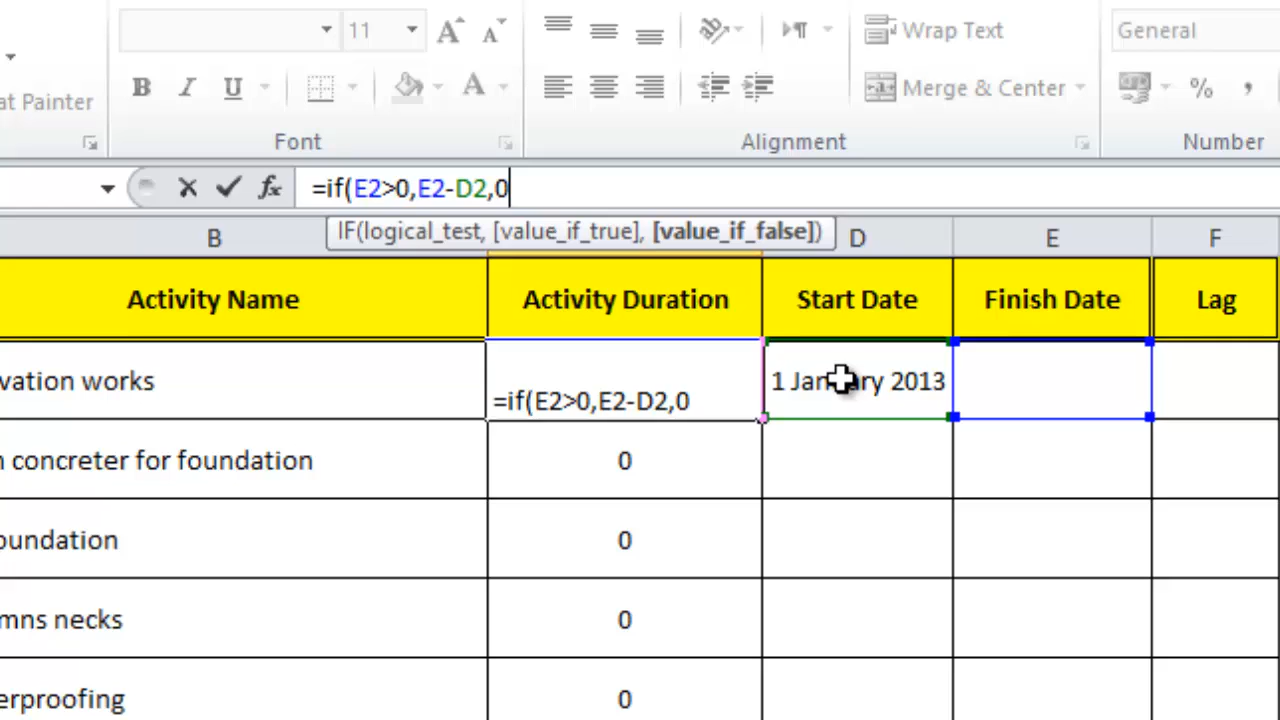 11 A A Wrap Text General
at Painter B I U A Merge & Center % ,
Font Alignment Number
fx =if(E2>0,E2-D2,0
IF(logical_test, [value_if_true], [value_if_false])
B D E F
Activity Name Activity Duration Start Date Finish Date Lag
vation works =if(E2>0,E2-D2,0 1 January 2013
n concreter for foundation 0
oundation 0
mns necks 0
erproofing 0